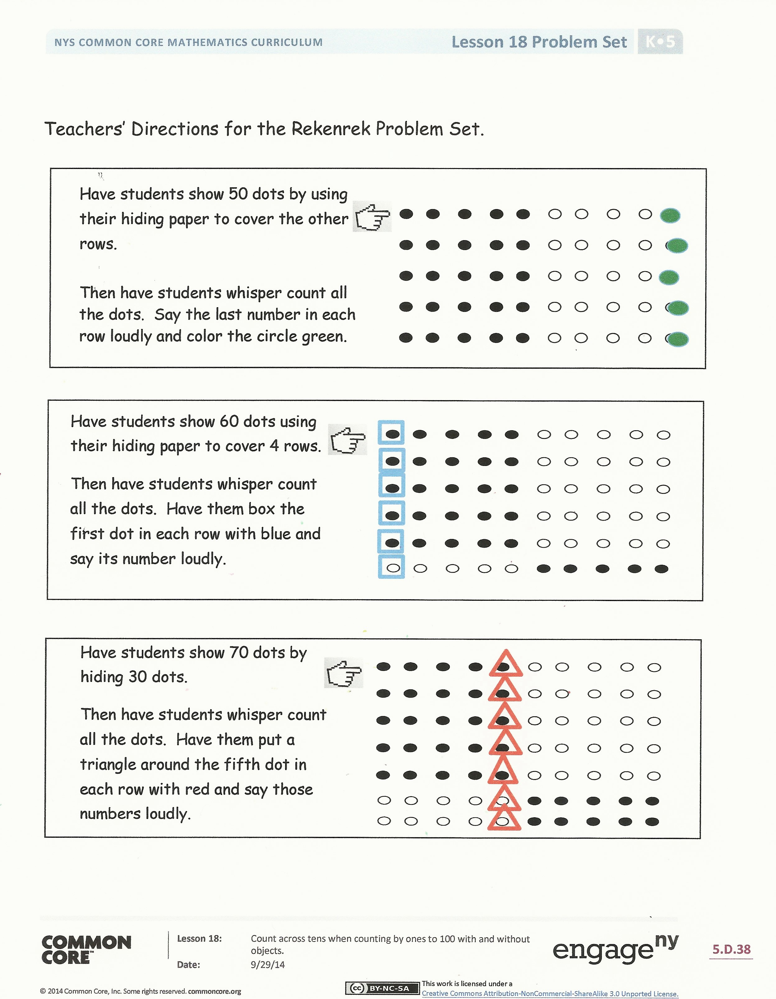 NYS COMMON CORE MATHEMATICS CURRICULUM Lesson 18 Problem Set K•5
Teachers' Directions for the Rekenrek Problem Set.
Have students show 50 dots by using
their hiding paper to cover the other
rows.
Then have students whisper count all
the dots. Say the last number in each
row loudly and color the circle green.
Have students show 60 dots using
their hiding paper to cover 4 rows.
Then have students whisper count
all the dots. Have them box the
first dot in each row with blue and
say its number loudly.
Have students show 70 dots by
hiding 30 dots.
Then have students whisper count
all the dots. Have them put a
triangle around the fifth dot in
each row with red and say those
numbers loudly.
COMMON
CORE™
Lesson 18: Count across tens when counting by ones to 100 with and without
objects.
Date: 9/29/14
engageny
5.D.38
© 2014 Common Core, Inc. Some rights reserved. commoncore.org
cc BY-NC-SA
This work is licensed under a
Creative Commons Attribution-NonCommercial-ShareAlike 3.0 Unported License.